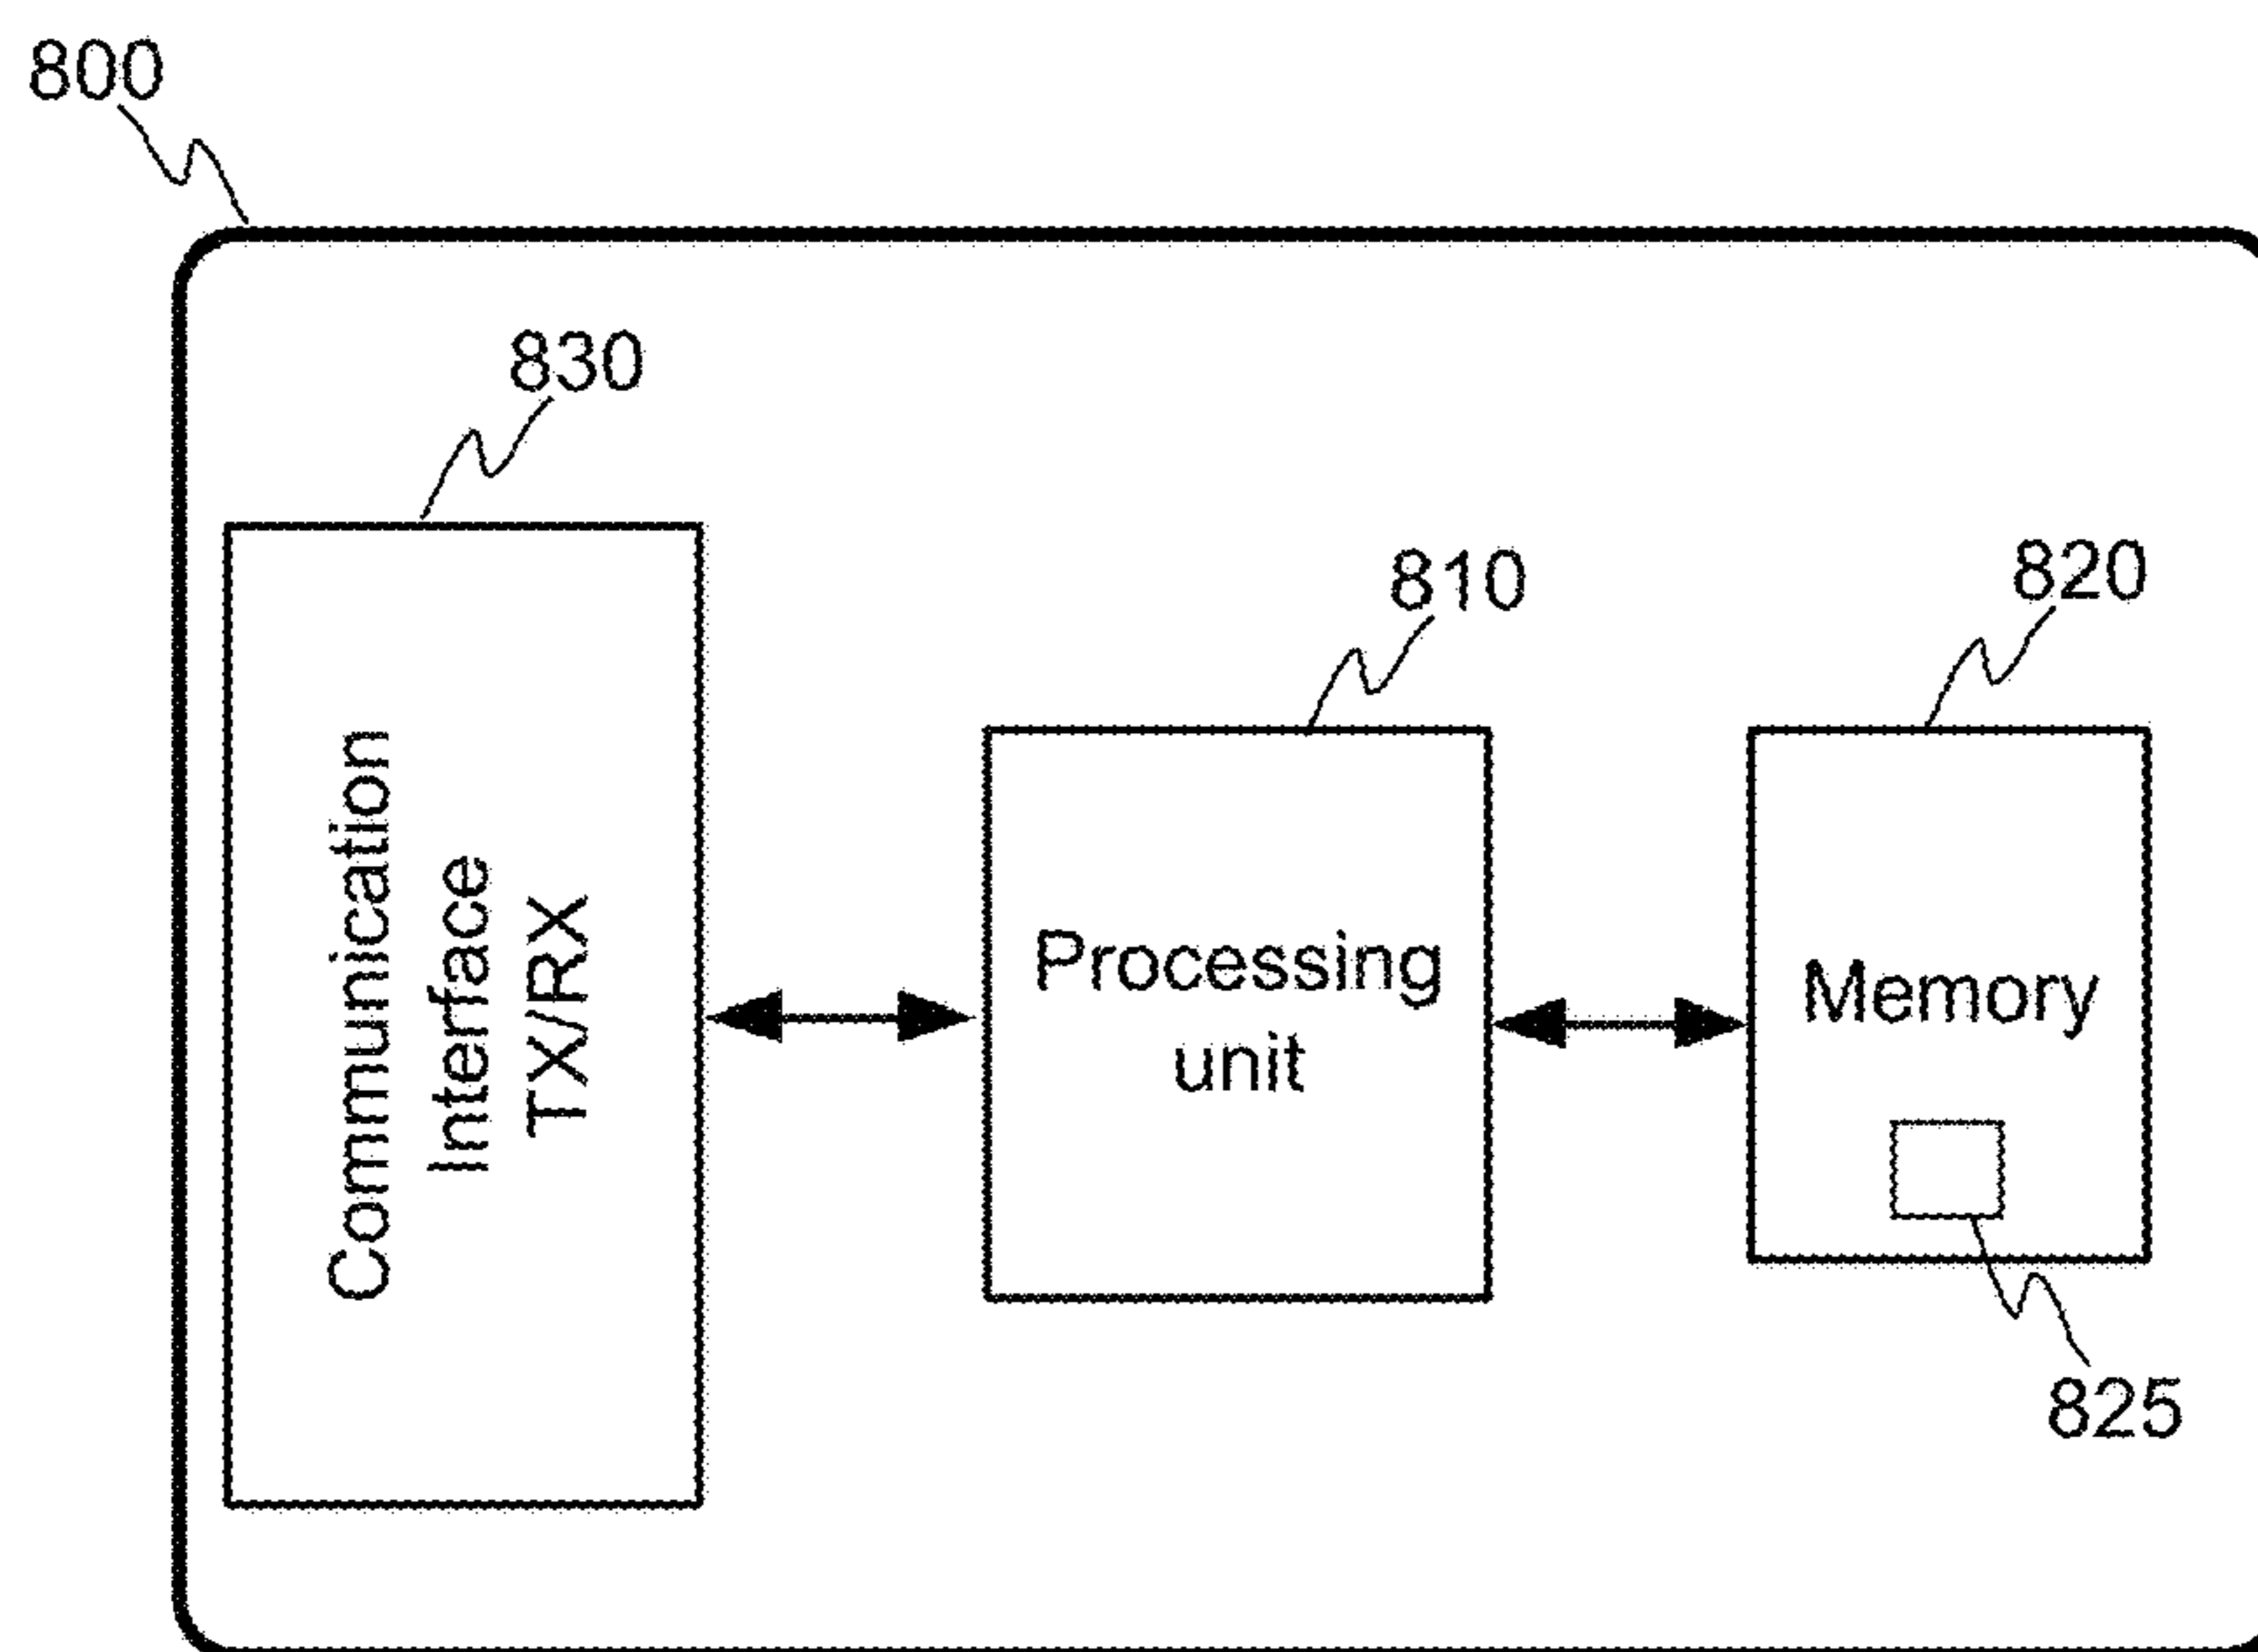 800
830
810
820
Communication
Interface
TX/RX
Processing
unit
Memory
825